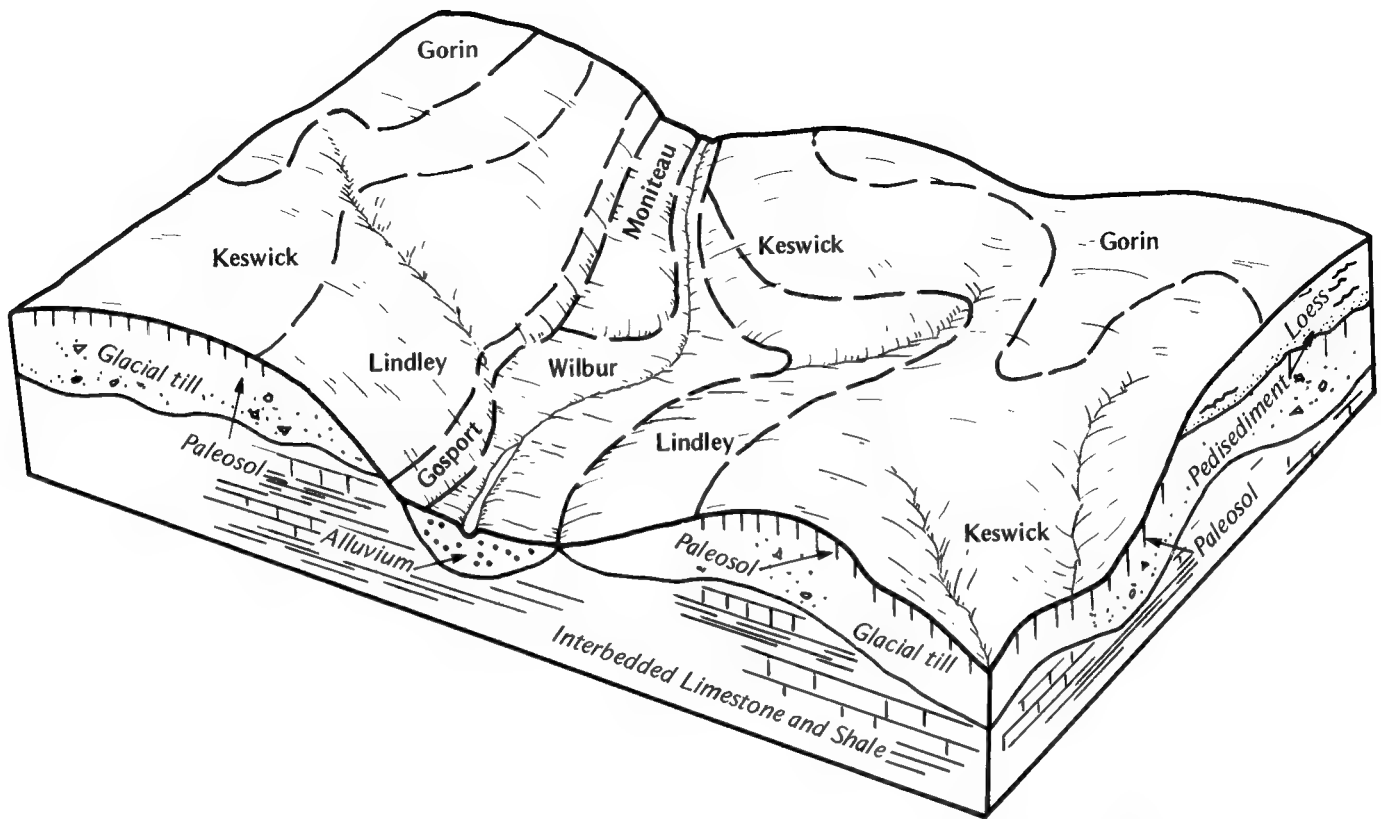 Gorin
Moniteau
Keswick
Keswick
Gorin
Loess
Glacial till
Lindley
Wilbur
Pedisediment
Paleosol
Gosport
Lindley
Paleosol
Keswick
Alluvium
Paleosol
Glacial till
Interbedded Limestone and Shale